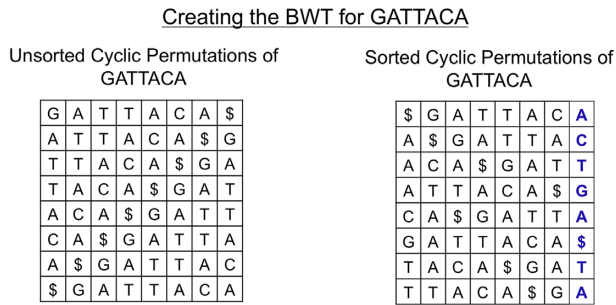 Creating the BWT for GATTACA
Unsorted Cyclic Permutations of
GATTACA
G A T T A C A $
A T T A C A $ G
T T A C A $ G A
T A C A $ G A T
A C A $ G A T T
C A $ G A T T A
A $ G A T T A C
$ G A T T A C A
Sorted Cyclic Permutations of
GATTACA
$ G A T T A C A
A $ G A T T A C
A C A $ G A T T
A T T A C A $ G
C A $ G A T T A
G A T T A C A $
T A C A $ G A T
T T A C A $ G A